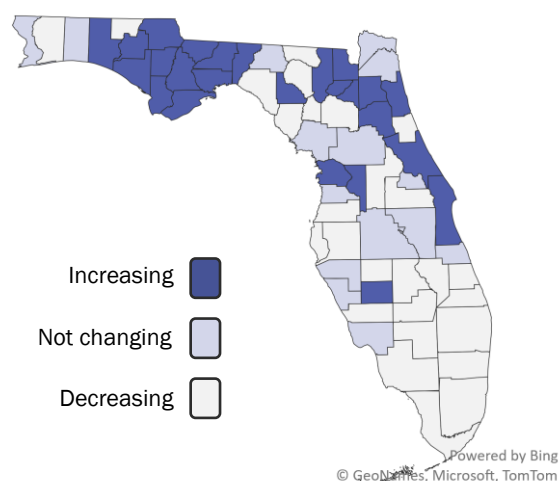 Increasing
Not changing
Decreasing
Powered by Bing
© GeoNames, Microsoft, TomTom